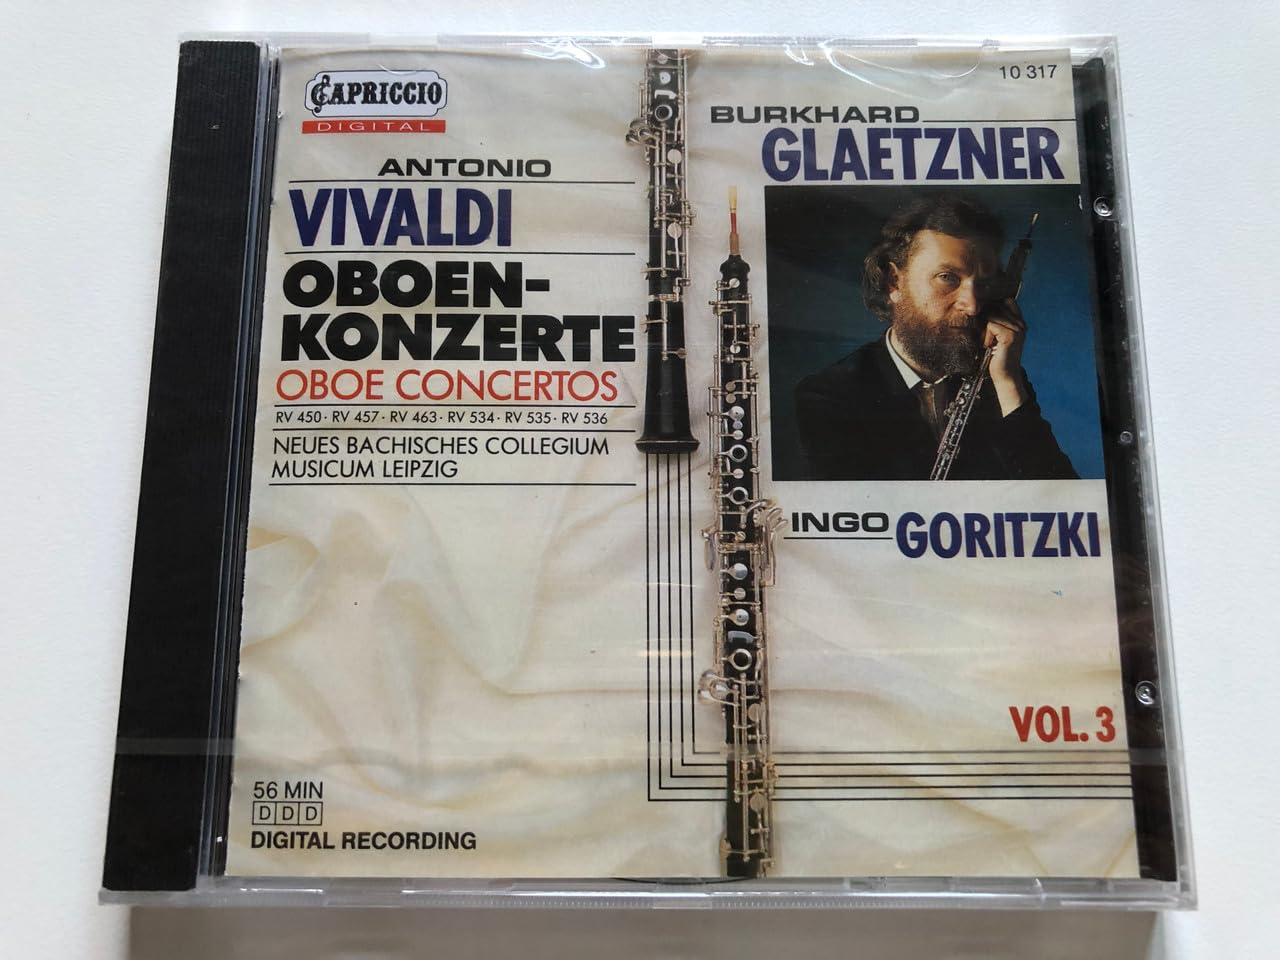 CAPRICCIO
DIGITAL
ANTONIO
VIVALDI
OBOEN-
KONZERTE
OBOE CONCERTOS
RV 450 · RV 457 · RV 463 · RV 534 · RV 535 · RV 536
NEUES BACHISCHES COLLEGIUM
MUSICUM LEIPZIG
10 317
BURKHARD
GLAETZNER
INGO GORITZKI
VOL. 3
56 MIN
DDD
DIGITAL RECORDING